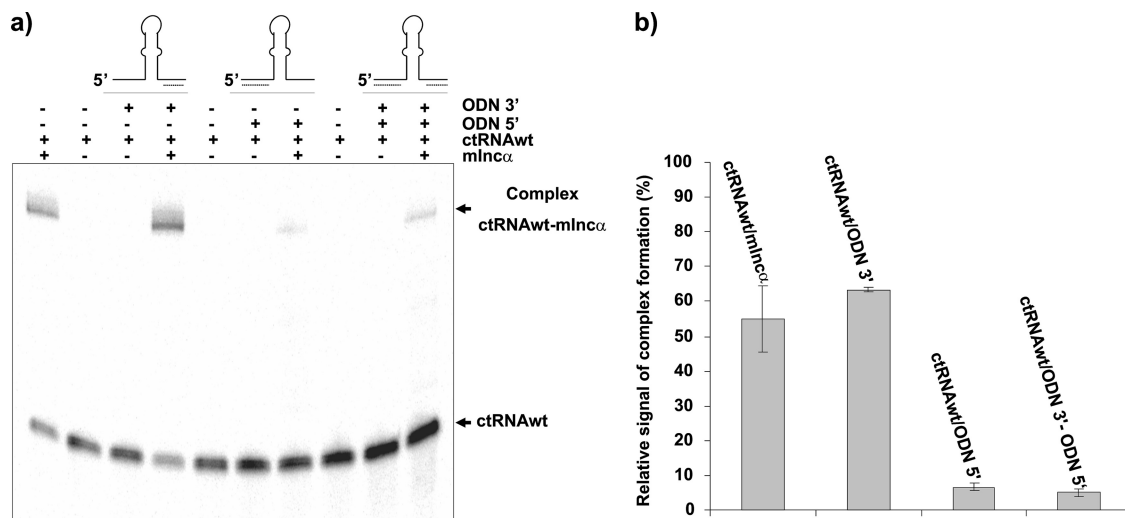 a)
5' 5' 5'
- - + + - - - - + + ODN 3'
- - - - - + + - + + ODN 5'
+ + + + + + + + + + ctRNAwt
+ - - + - - + - - + mIncα
Complex
ctRNAwt-mIncα
ctRNAwt
b)
Relative signal of complex formation (%)
100
90
80
70
60
50
40
30
20
10
0
ctRNAwt/mIncα
ctRNAwt/ODN 3'
ctRNAwt/ODN 5'
ctRNAwt/ODN 3'- ODN 5'